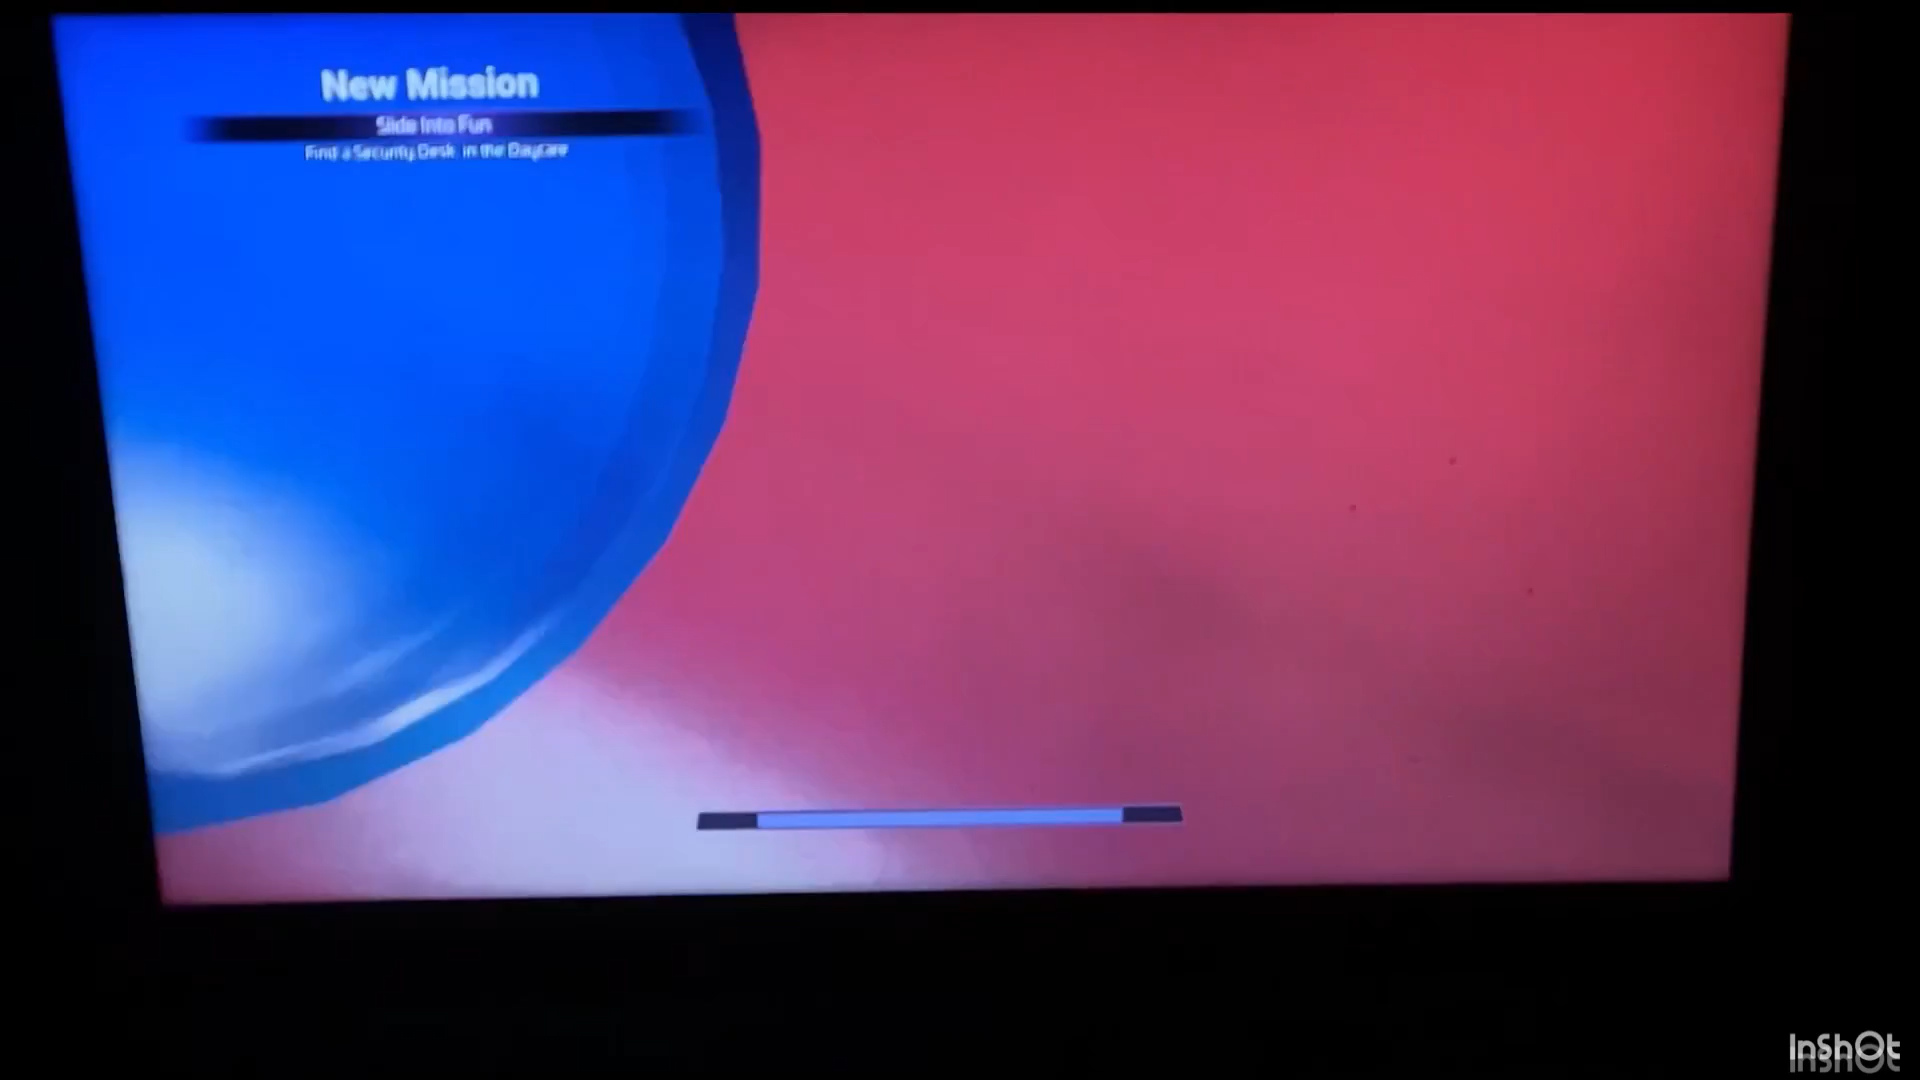 New Mission
Slide Into Fun
Find a Security Desk in the Daycare
InShOt